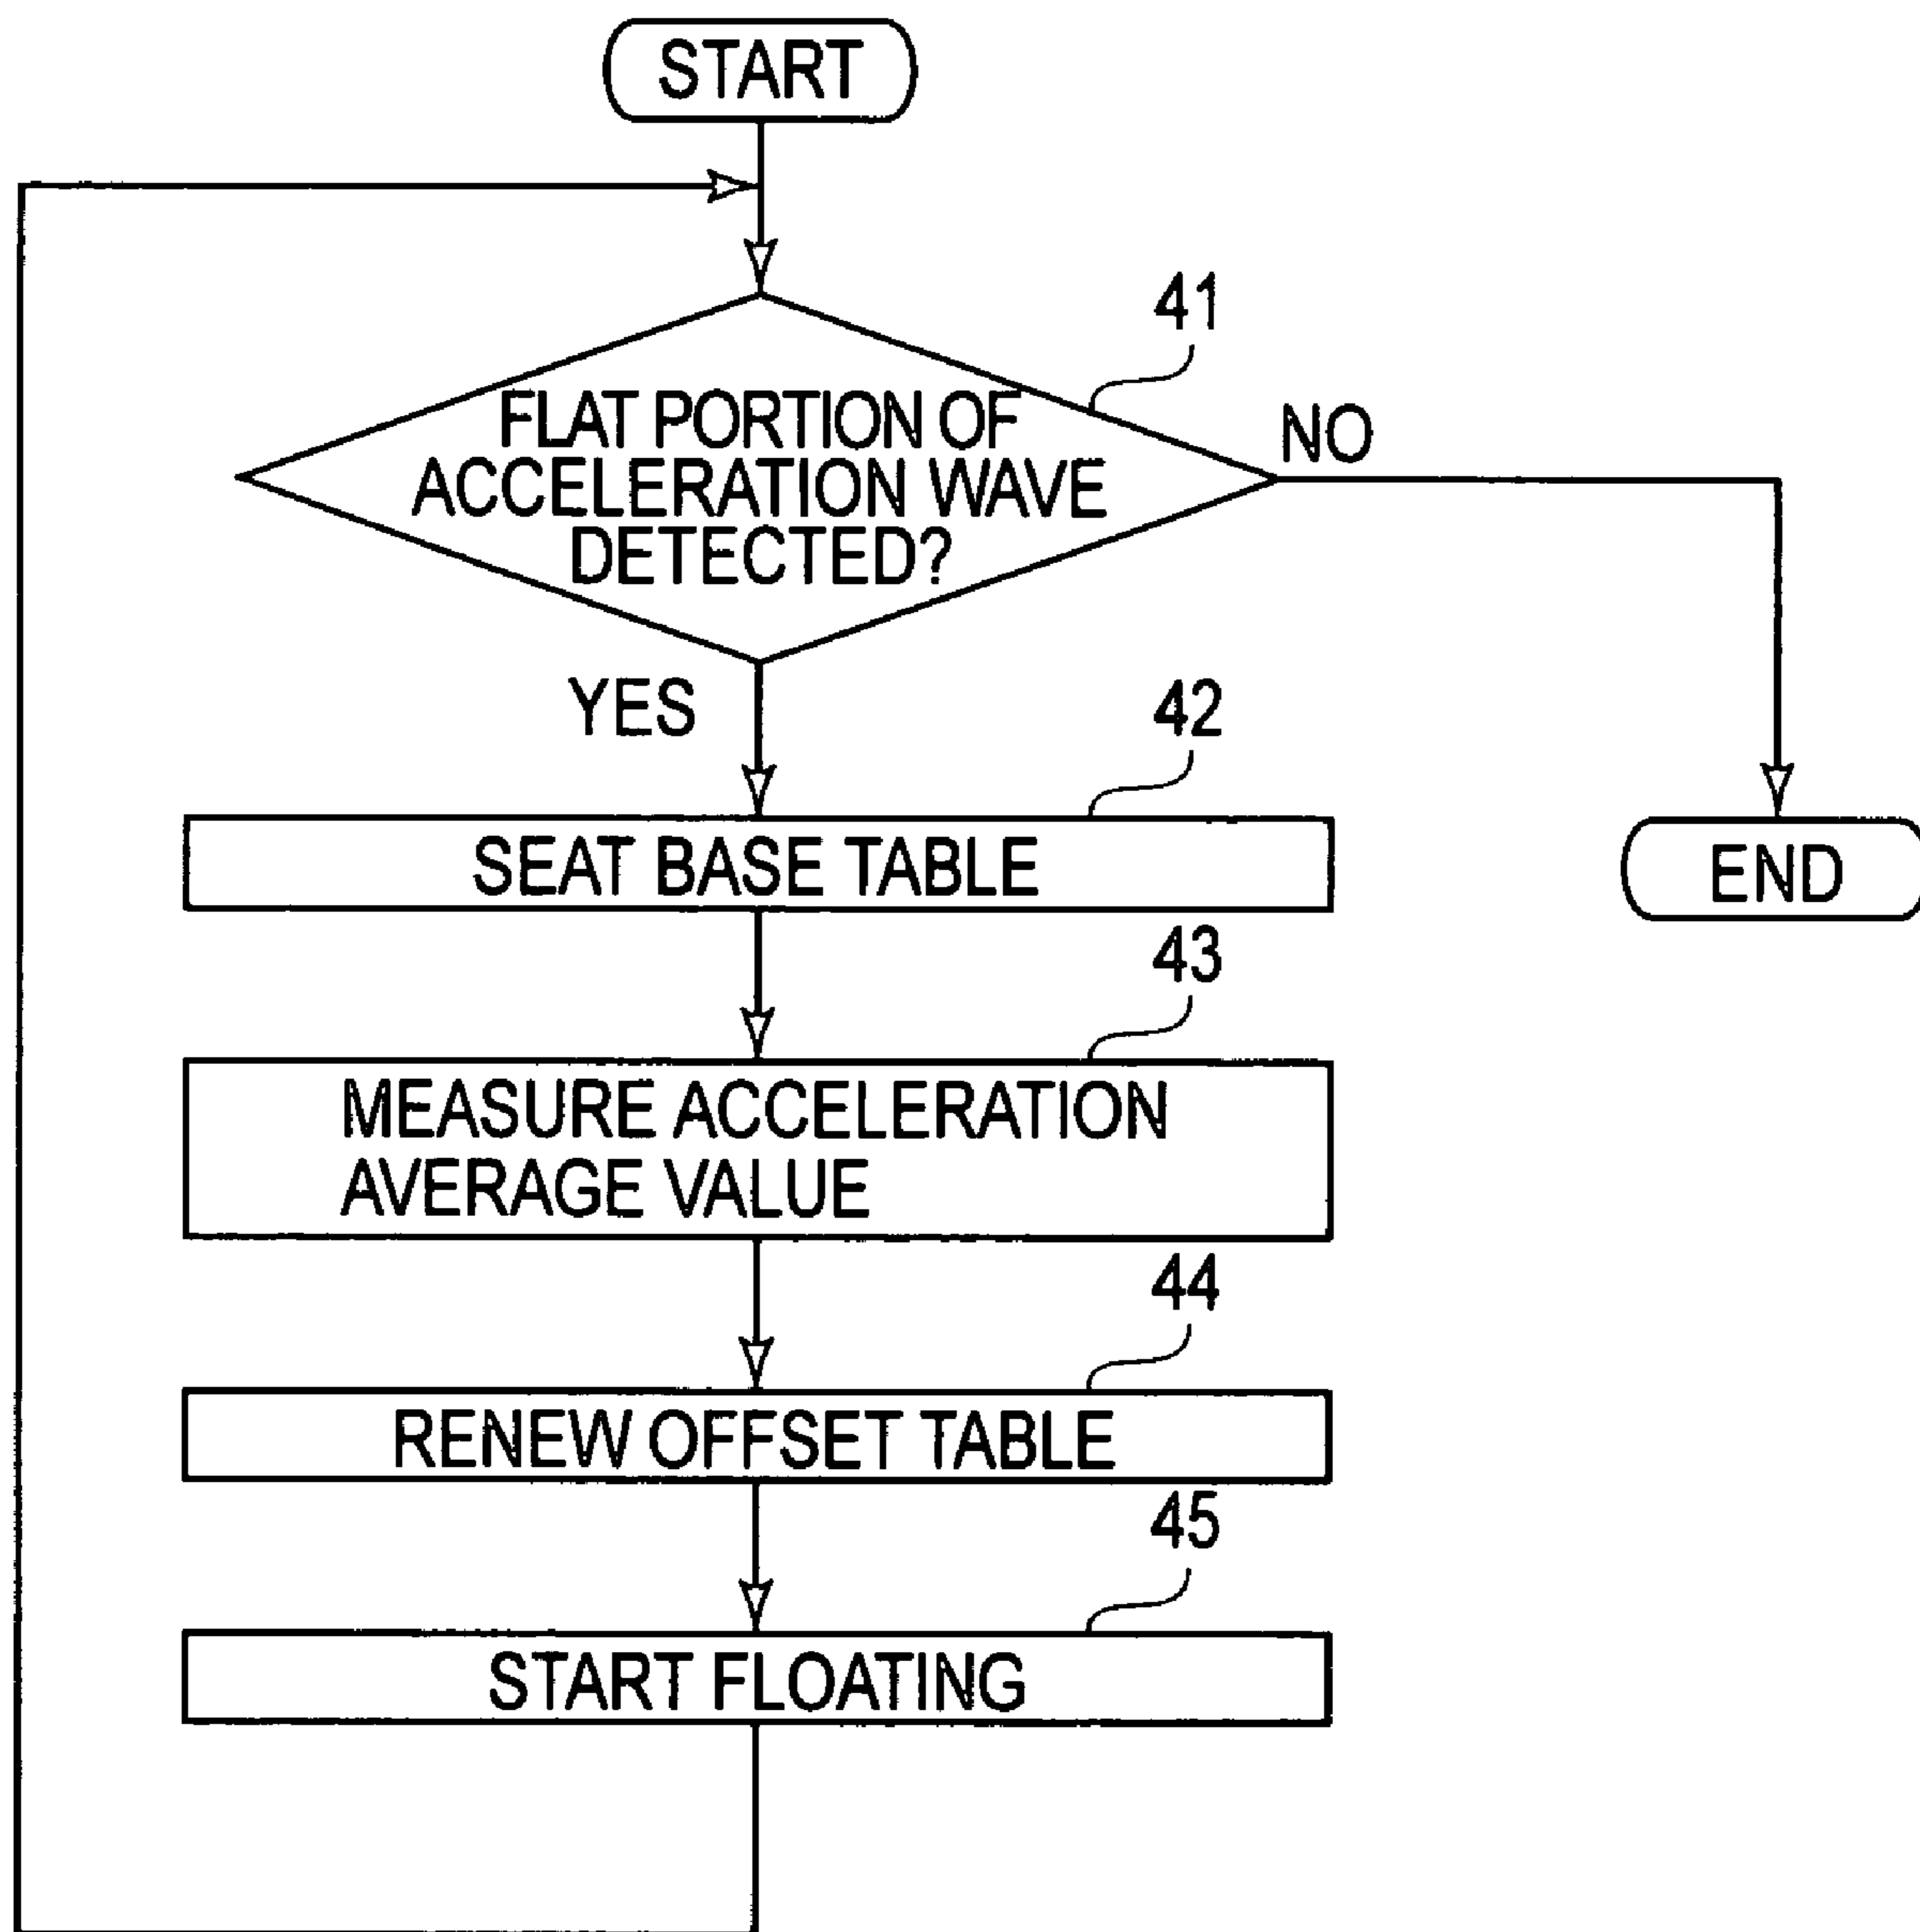 START
41
FLAT PORTION OF
ACCELERATION WAVE
DETECTED?
NO
YES
42
SEAT BASE TABLE
END
43
MEASURE ACCELERATION
AVERAGE VALUE
44
RENEW OFFSET TABLE
45
START FLOATING